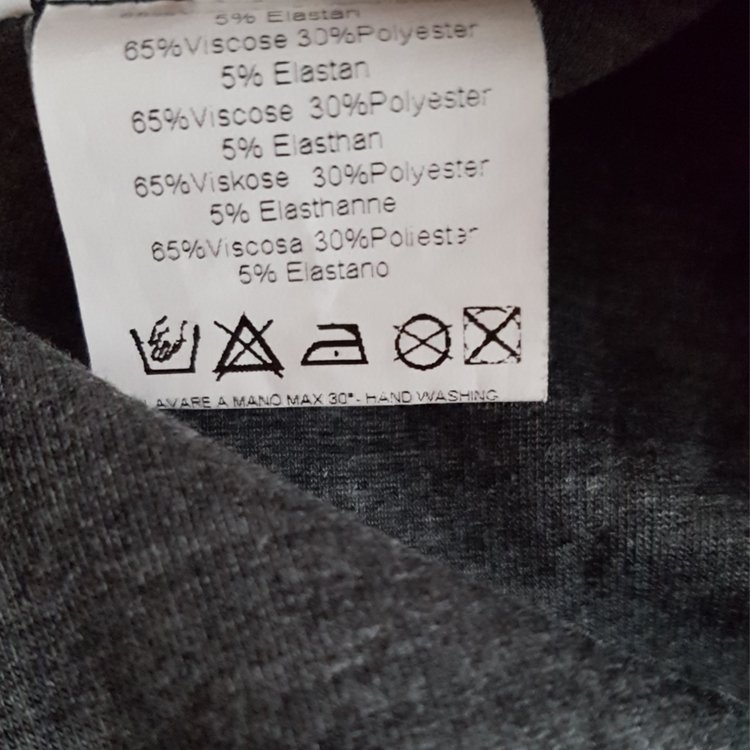 5% Elastan
65%Viscose 30%Polyester
5% Elastan
65%Viscose 30%Polyester
5% Elasthan
65%Viskose 30%Polyester
5% Elasthanne
65%Viscosa 30%Poliester
5% Elastano
LAVARE A MANO MAX 30°- HAND WASHING